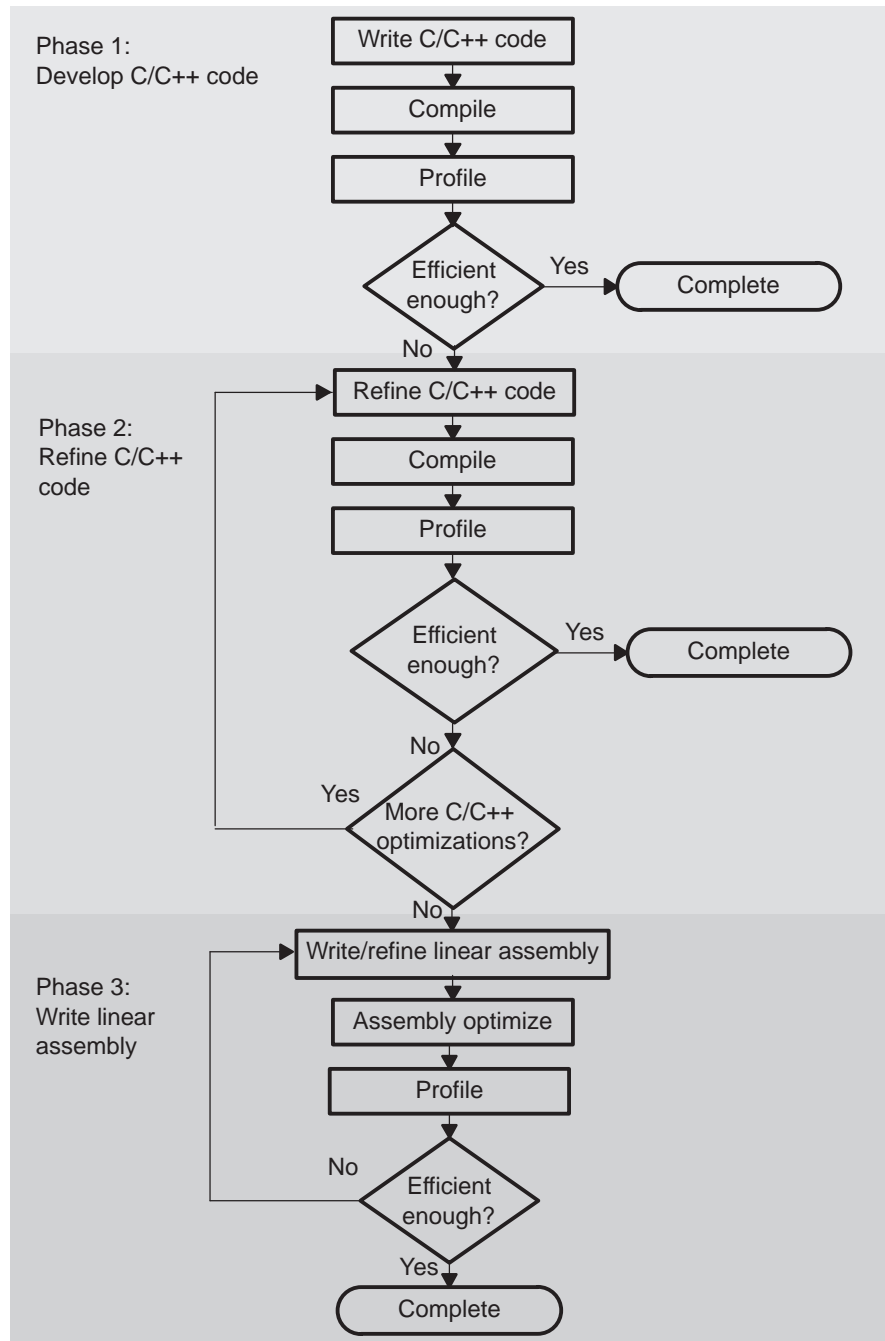 Phase 1:
Develop C/C++ code
Write C/C++ code
Compile
Profile
Efficient
enough?
Yes
Complete
No
Phase 2:
Refine C/C++
code
Refine C/C++ code
Compile
Profile
Efficient
enough?
Yes
Complete
No
Yes
More C/C++
optimizations?
No
Phase 3:
Write linear
assembly
Write/refine linear assembly
Assembly optimize
Profile
No
Efficient
enough?
Yes
Complete